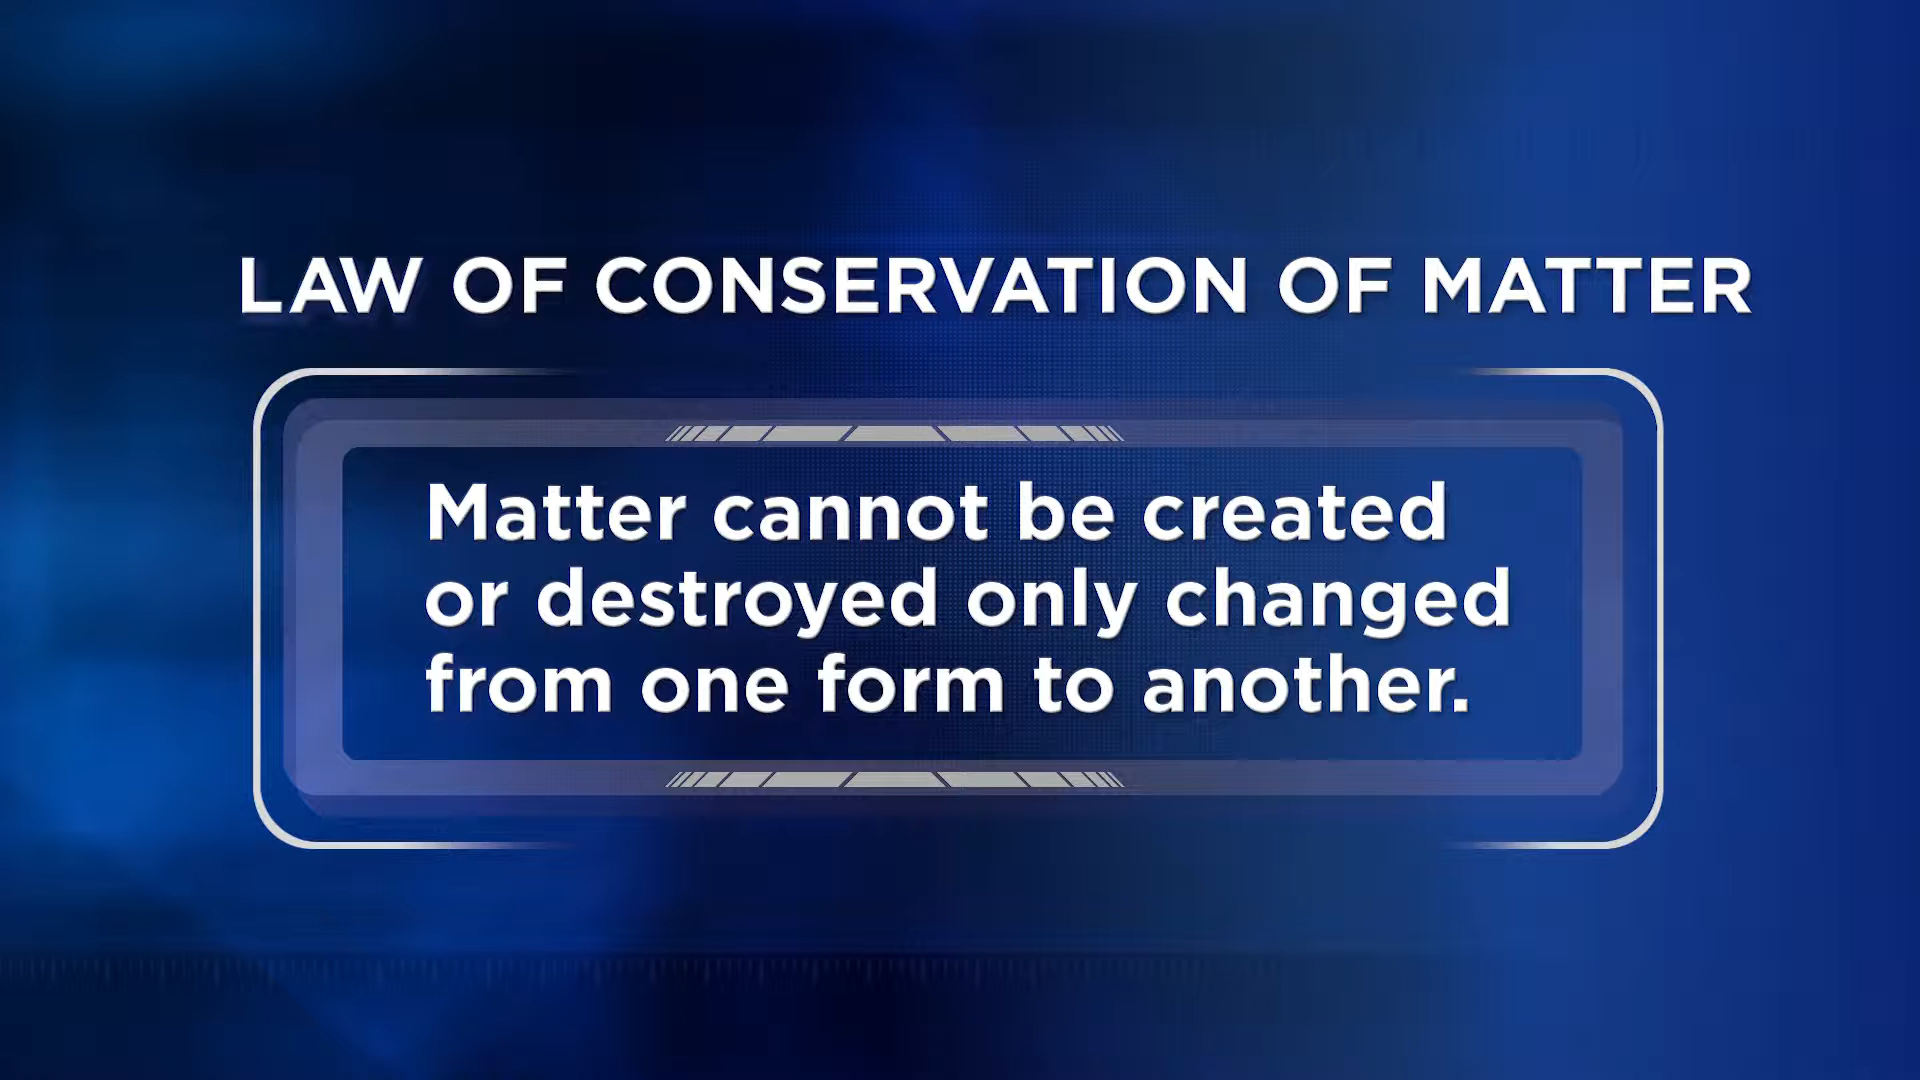 LAW OF CONSERVATION OF MATTER
Matter cannot be created
or destroyed only changed
from one form to another.